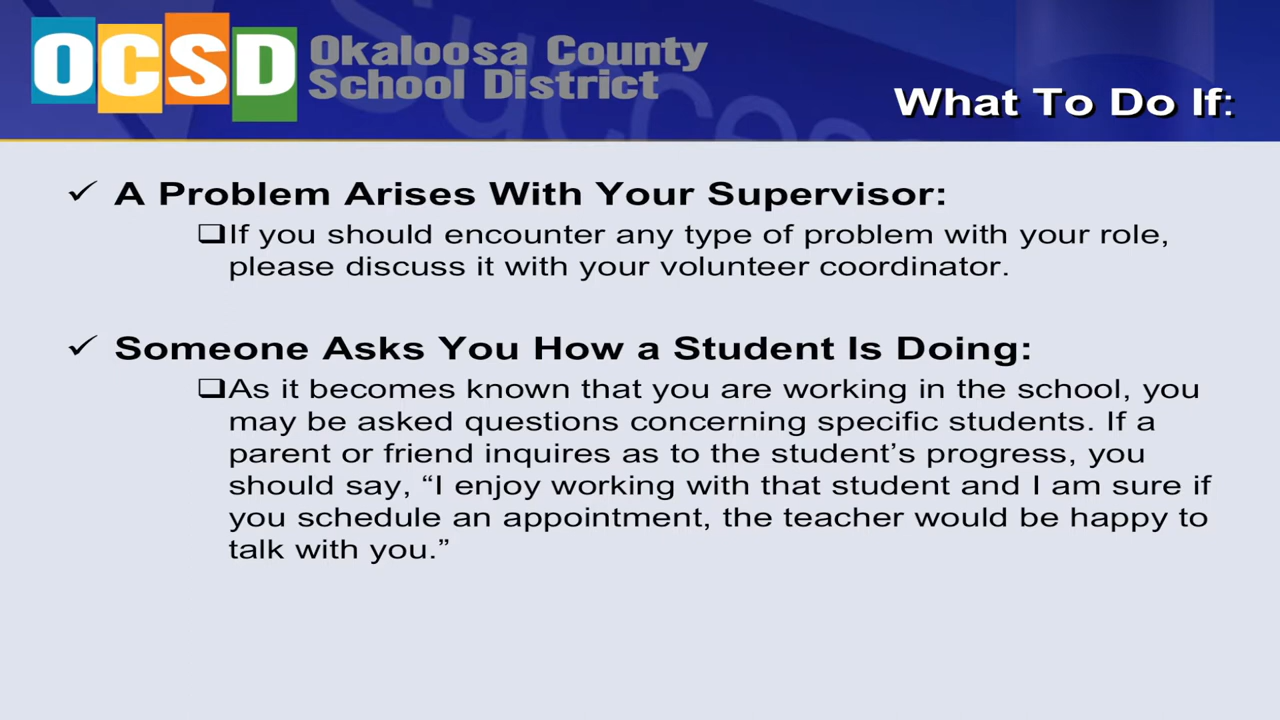 OCSD
Okaloosa County
School District
Success
What To Do If:
✓ A Problem Arises With Your Supervisor:
❑If you should encounter any type of problem with your role,
please discuss it with your volunteer coordinator.
✓ Someone Asks You How a Student Is Doing:
❑As it becomes known that you are working in the school, you
may be asked questions concerning specific students. If a
parent or friend inquires as to the student’s progress, you
should say, “I enjoy working with that student and I am sure if
you schedule an appointment, the teacher would be happy to
talk with you.”